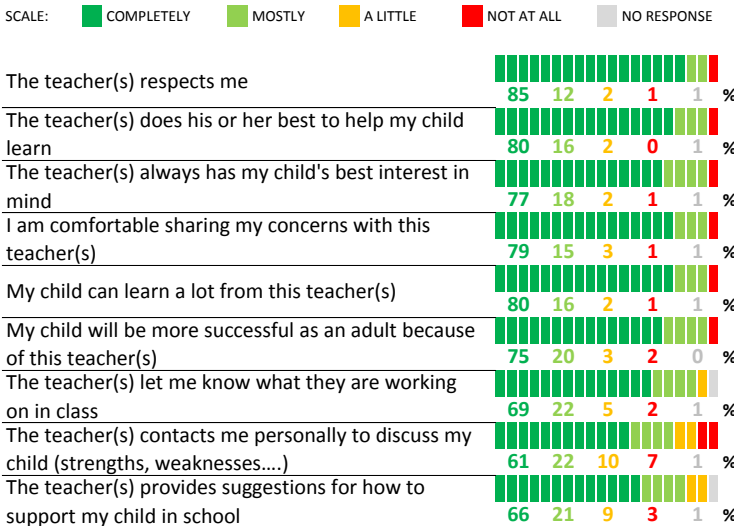 SCALE: COMPLETELY MOSTLY A LITTLE NOT AT ALL NO RESPONSE
The teacher(s) respects me
85 12 2 1 1 %
The teacher(s) does his or her best to help my child
learn
80 16 2 0 1 %
The teacher(s) always has my child's best interest in
mind
77 18 2 1 1 %
I am comfortable sharing my concerns with this
teacher(s)
79 15 3 1 1 %
My child can learn a lot from this teacher(s)
80 16 2 1 1 %
My child will be more successful as an adult because
of this teacher(s)
75 20 3 2 0 %
The teacher(s) let me know what they are working
on in class
69 22 5 2 1 %
The teacher(s) contacts me personally to discuss my
child (strengths, weaknesses....)
61 22 10 7 1 %
The teacher(s) provides suggestions for how to
support my child in school
66 21 9 3 1 %